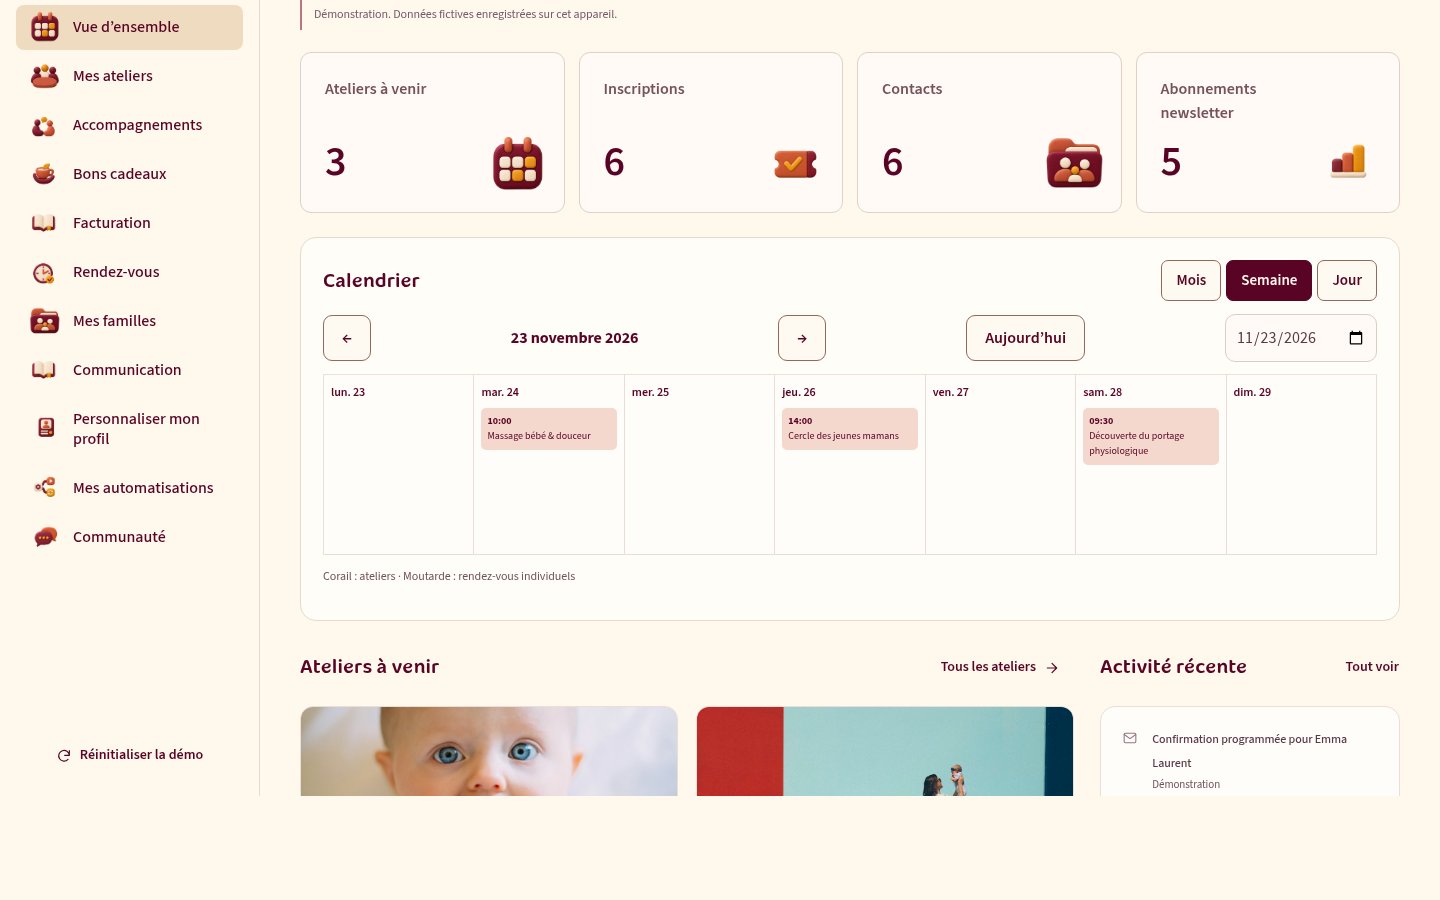 Vue d’ensemble
Mes ateliers
Accompagnements
Bons cadeaux
Facturation
Rendez-vous
Mes familles
Communication
Personnaliser mon
profil
Mes automatisations
Communauté
Réinitialiser la démo
Démonstration. Données fictives enregistrées sur cet appareil.
Ateliers à venir
3
Inscriptions
6
Contacts
6
Abonnements
newsletter
5
Calendrier
Mois
Semaine
Jour
←
23 novembre 2026
→
Aujourd’hui
11/23/2026
lun. 23
mar. 24
10:00
Massage bébé & douceur
mer. 25
jeu. 26
14:00
Cercle des jeunes mamans
ven. 27
sam. 28
09:30
Découverte du portage
physiologique
dim. 29
Corail : ateliers · Moutarde : rendez-vous individuels
Ateliers à venir
Tous les ateliers →
Activité récente
Tout voir
Confirmation programmée pour Emma
Laurent
Démonstration